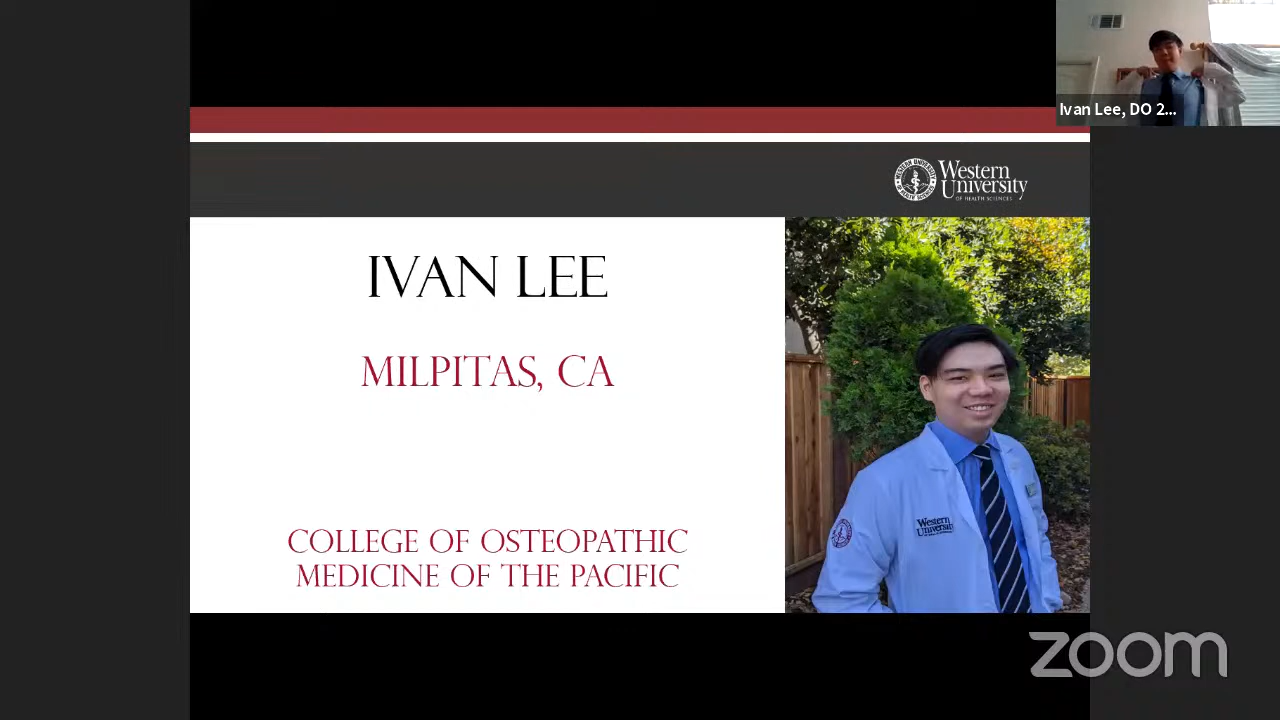 Ivan Lee, DO 2...
Western
University
OF HEALTH SCIENCES
IVAN LEE
MILPITAS, CA
COLLEGE OF OSTEOPATHIC
MEDICINE OF THE PACIFIC
Western
University
zoom